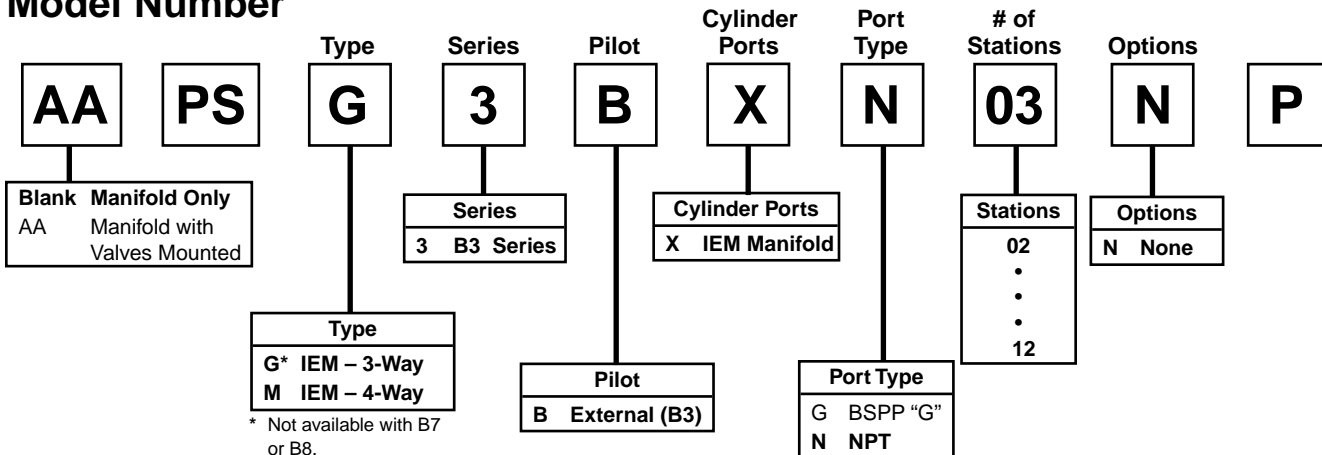 Model Number
Type
Series
Pilot
Cylinder
Ports
Port
Type
# of
Stations
Options
AA
PS
G
3
B
X
N
03
N
P
Blank Manifold Only
AA Manifold with
Valves Mounted
Series
3 B3 Series
Cylinder Ports
X IEM Manifold
Stations
02
•
•
•
12
Options
N None
Type
G* IEM – 3-Way
M IEM – 4-Way
* Not available with B7
or B8.
Pilot
B External (B3)
Port Type
G BSPP “G”
N NPT